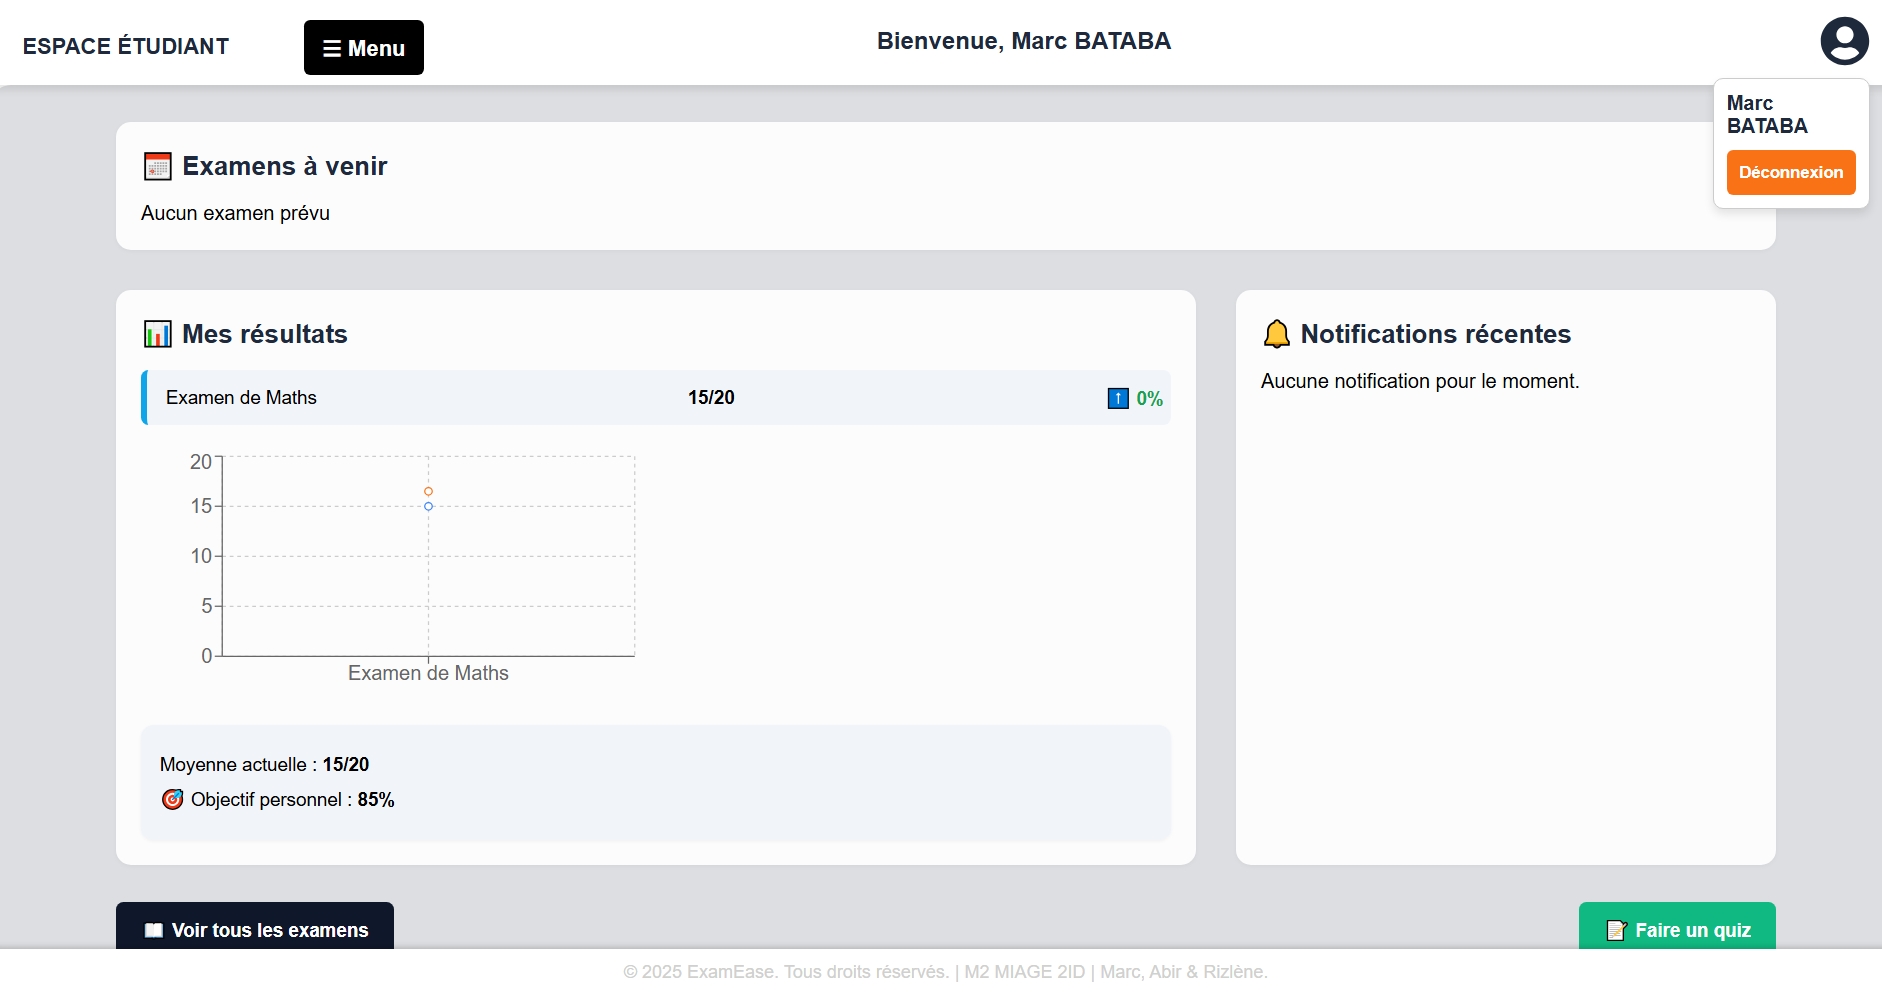 ESPACE ÉTUDIANT
☰ Menu
Bienvenue, Marc BATABA
Marc
BATABA
Déconnexion
Examens à venir
Aucun examen prévu
Mes résultats
Examen de Maths 15/20 ↑ 0%
20
15
10
5
0
Examen de Maths
Moyenne actuelle : 15/20
Objectif personnel : 85%
Notifications récentes
Aucune notification pour le moment.
Voir tous les examens
Faire un quiz
© 2025 ExamEase. Tous droits réservés. | M2 MIAGE 2ID | Marc, Abir & Rizlène.